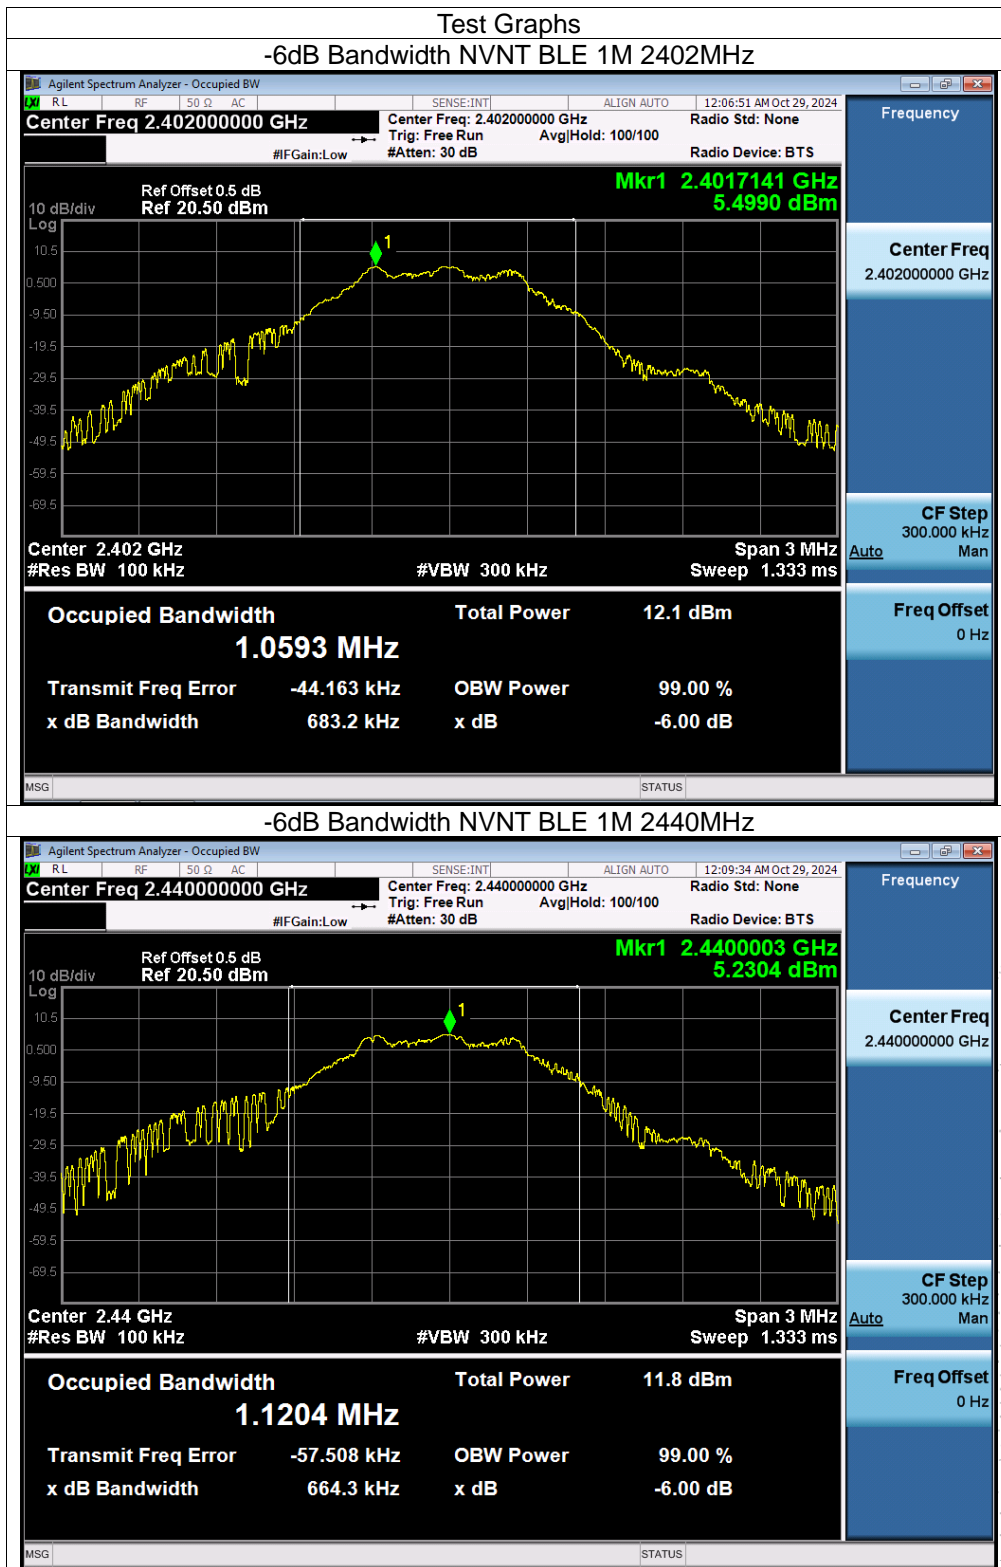 Test Graphs
-6dB Bandwidth NVNT BLE 1M 2402MHz
Agilent Spectrum Analyzer - Occupied BW
LXI RL RF 50 Ω AC SENSE:INT ALIGN AUTO 12:06:51 AM Oct 29, 2024
Center Freq 2.402000000 GHz
Center Freq: 2.402000000 GHz Radio Std: None
Trig: Free Run Avg|Hold: 100/100
#IFGain:Low #Atten: 30 dB Radio Device: BTS
Frequency
Mkr1 2.4017141 GHz
5.4990 dBm
Ref Offset 0.5 dB
10 dB/div Ref 20.50 dBm
Log
10.5
0.500
-9.50
-19.5
-29.5
-39.5
-49.5
-59.5
-69.5
1
Center Freq
2.402000000 GHz
CF Step
300.000 kHz
Auto Man
Freq Offset
0 Hz
Center 2.402 GHz Span 3 MHz
#Res BW 100 kHz #VBW 300 kHz Sweep 1.333 ms
Occupied Bandwidth Total Power 12.1 dBm
1.0593 MHz
Transmit Freq Error -44.163 kHz OBW Power 99.00 %
x dB Bandwidth 683.2 kHz x dB -6.00 dB
MSG STATUS
-6dB Bandwidth NVNT BLE 1M 2440MHz
Agilent Spectrum Analyzer - Occupied BW
LXI RL RF 50 Ω AC SENSE:INT ALIGN AUTO 12:09:34 AM Oct 29, 2024
Center Freq 2.440000000 GHz
Center Freq: 2.440000000 GHz Radio Std: None
Trig: Free Run Avg|Hold: 100/100
#IFGain:Low #Atten: 30 dB Radio Device: BTS
Frequency
Mkr1 2.4400003 GHz
5.2304 dBm
Ref Offset 0.5 dB
10 dB/div Ref 20.50 dBm
Log
10.5
0.500
-9.50
-19.5
-29.5
-39.5
-49.5
-59.5
-69.5
1
Center Freq
2.440000000 GHz
CF Step
300.000 kHz
Auto Man
Freq Offset
0 Hz
Center 2.44 GHz Span 3 MHz
#Res BW 100 kHz #VBW 300 kHz Sweep 1.333 ms
Occupied Bandwidth Total Power 11.8 dBm
1.1204 MHz
Transmit Freq Error -57.508 kHz OBW Power 99.00 %
x dB Bandwidth 664.3 kHz x dB -6.00 dB
MSG STATUS